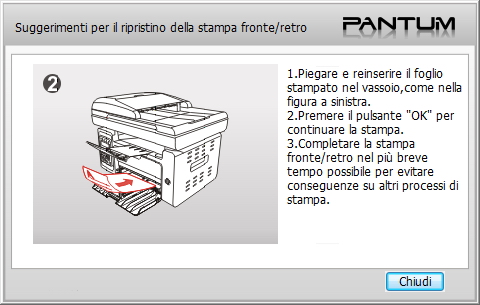 Suggerimenti per il ripristino della stampa fronte/retro
PANTUM
2
1.Piegare e reinserire il foglio
stampato nel vassoio,come nella
figura a sinistra.
2.Premere il pulsante "OK" per
continuare la stampa.
3.Completare la stampa
fronte/retro nel più breve
tempo possibile per evitare
conseguenze su altri processi di
stampa.
Chiudi